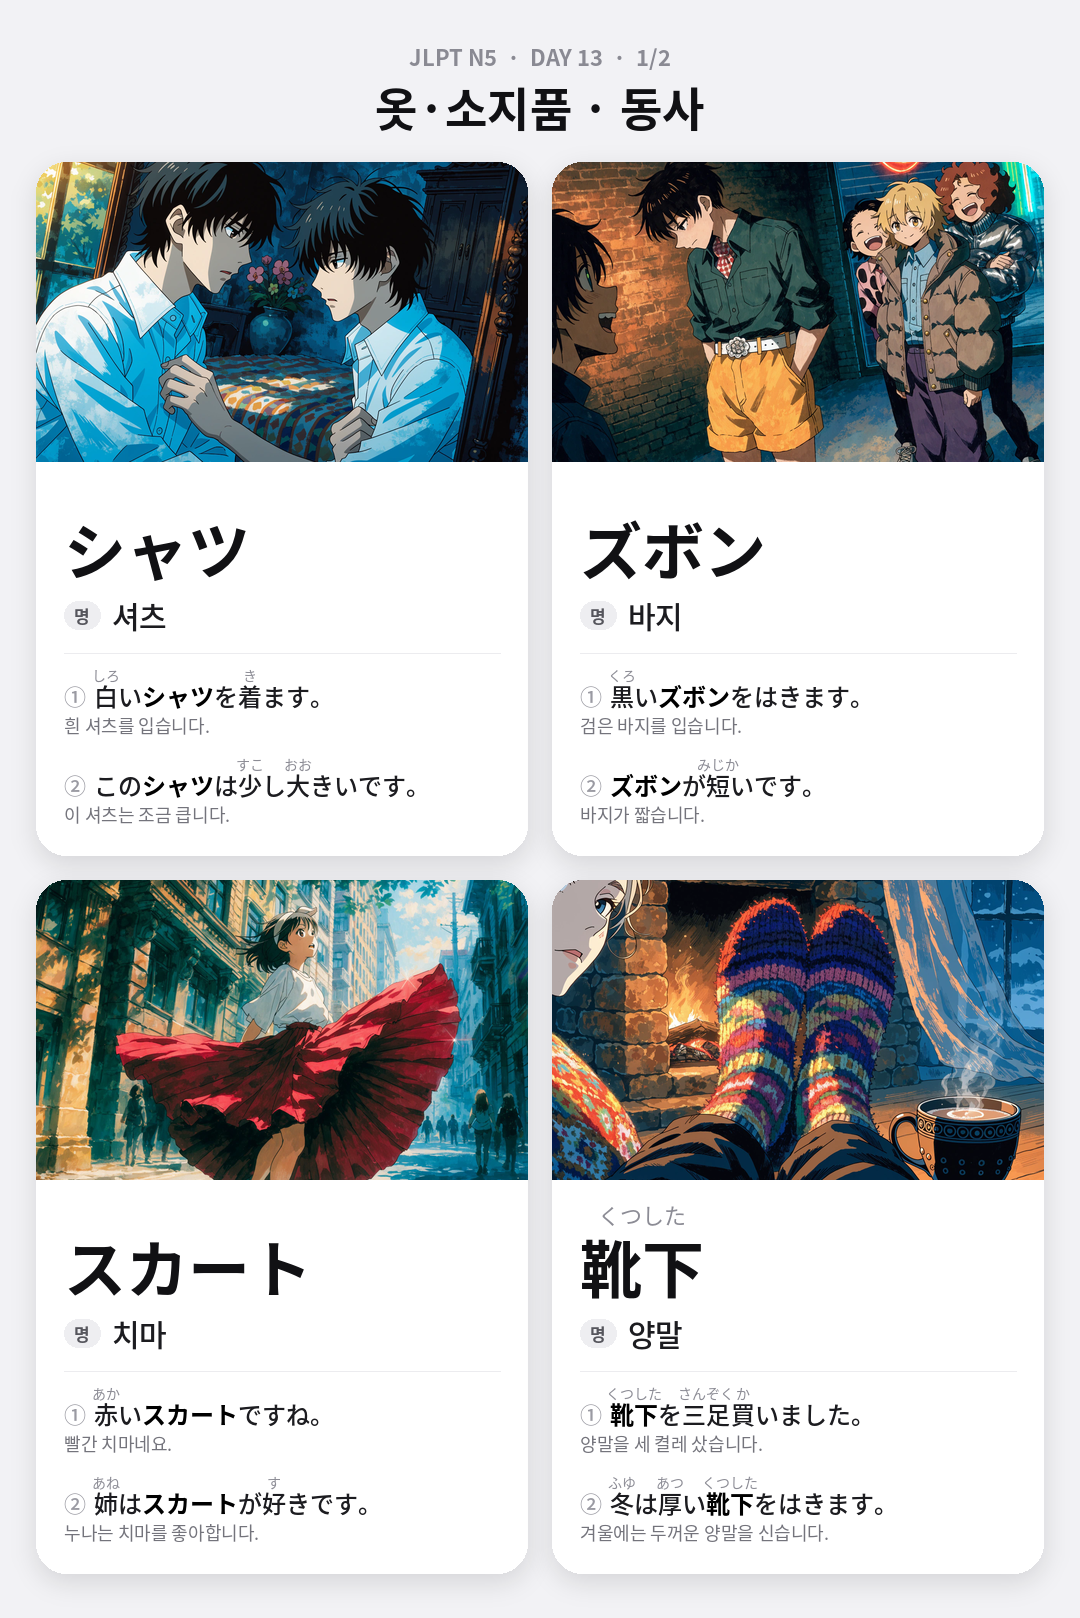 JLPT N5 · DAY 13 · 1/2
옷·소지품 · 동사
シャツ
명 셔츠
しろ き
① 白いシャツを着ます。
흰 셔츠를 입습니다.
すこ おお
② このシャツは少し大きいです。
이 셔츠는 조금 큽니다.
ズボン
명 바지
くろ
① 黒いズボンをはきます。
검은 바지를 입습니다.
みじか
② ズボンが短いです。
바지가 짧습니다.
スカート
명 치마
あか
① 赤いスカートですね。
빨간 치마네요.
あね す
② 姉はスカートが好きです。
누나는 치마를 좋아합니다.
くつした
靴下
명 양말
くつした さんぞくか
① 靴下を三足買いました。
양말을 세 켤레 샀습니다.
ふゆ あつ くつした
② 冬は厚い靴下をはきます。
겨울에는 두꺼운 양말을 신습니다.